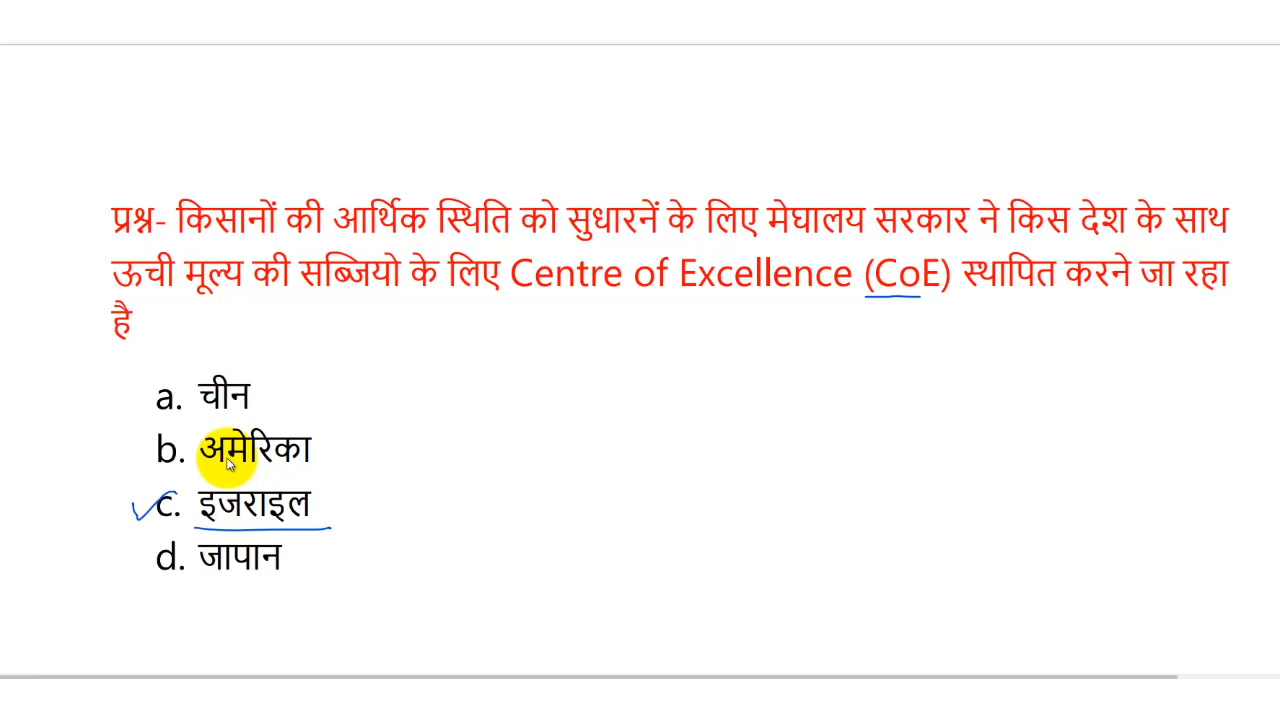 प्रश्न- किसानों की आर्थिक स्थिति को सुधारनें के लिए मेघालय सरकार ने किस देश के साथ
ऊची मूल्य की सब्जियो के लिए Centre of Excellence (CoE) स्थापित करने जा रहा
है
a. चीन
b. अमेरिका
c. इजराइल
d. जापान